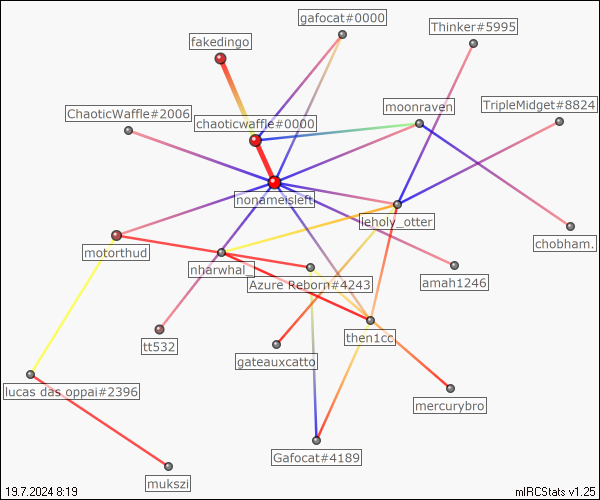 gafocat#0000
Thinker#5995
fakedingo
ChaoticWaffle#2006
chaoticwaffle#0000
moonraven
TripleMidget#8824
nonameisleft
leholy_otter
chobham.
motorthud
nharwhal_
Azure Reborn#4243
amah1246
tt532
then1cc
gateauxcatto
lucas das oppai#2396
mercurybro
Gafocat#4189
mukszi
19.7.2024 8:19
mIRCStats v1.25